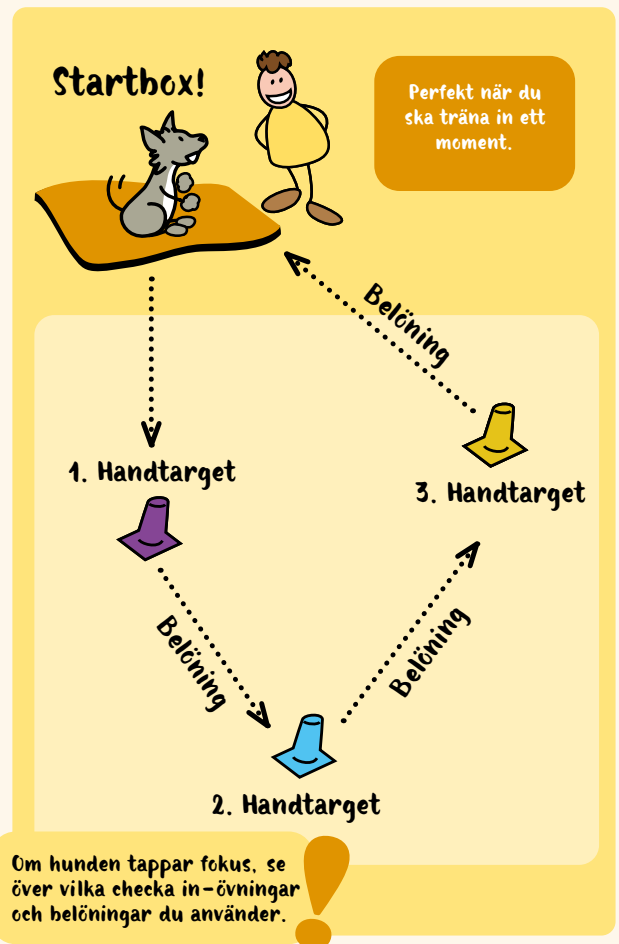 Startbox!
Perfekt när du
ska träna in ett
moment.
Belöning
1. Handtarget
3. Handtarget
Belöning
Belöning
2. Handtarget
Om hunden tappar fokus, se
över vilka checka in-övningar
och belöningar du använder.